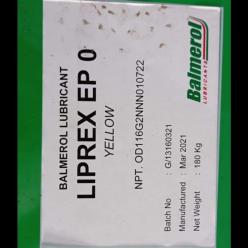 Balmerol
LUBRICANTS
BALMEROL LUBRICANT
LIPREX EP 0
YELLOW
NPT. OD116G2NNN010722
Batch No : G/13160321
Manufactured : Mar 2021
Net Weight : 180 Kg